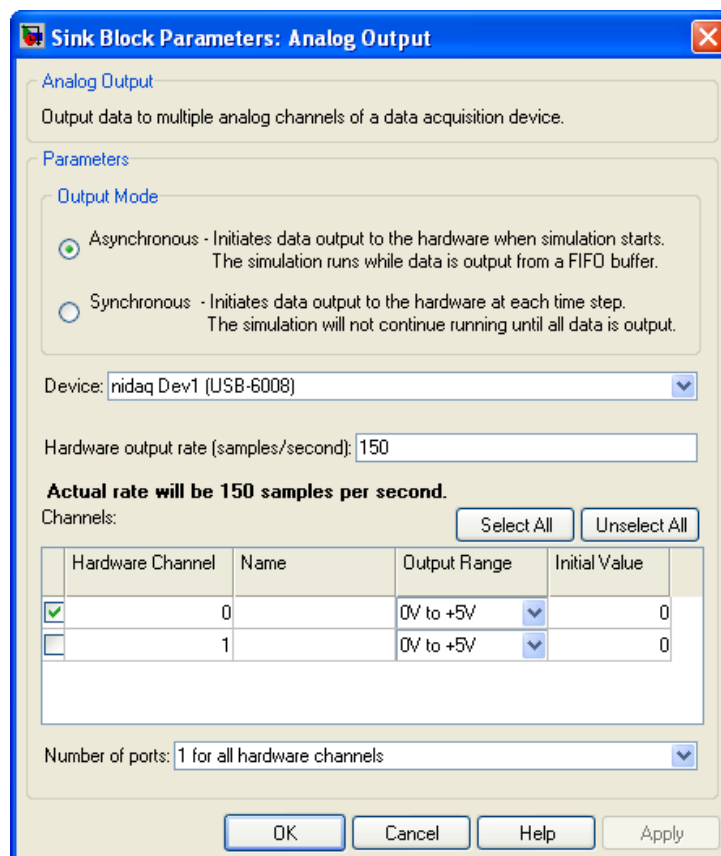 Sink Block Parameters: Analog Output
Analog Output
Output data to multiple analog channels of a data acquisition device.
Parameters
Output Mode
Asynchronous - Initiates data output to the hardware when simulation starts.
The simulation runs while data is output from a FIFO buffer.
Synchronous - Initiates data output to the hardware at each time step.
The simulation will not continue running until all data is output.
Device: nidaq Dev1 (USB-6008)
Hardware output rate (samples/second): 150
Actual rate will be 150 samples per second.
Channels:
Select All Unselect All
Hardware Channel Name Output Range Initial Value
0 0V to +5V 0
1 0V to +5V 0
Number of ports: 1 for all hardware channels
OK Cancel Help Apply